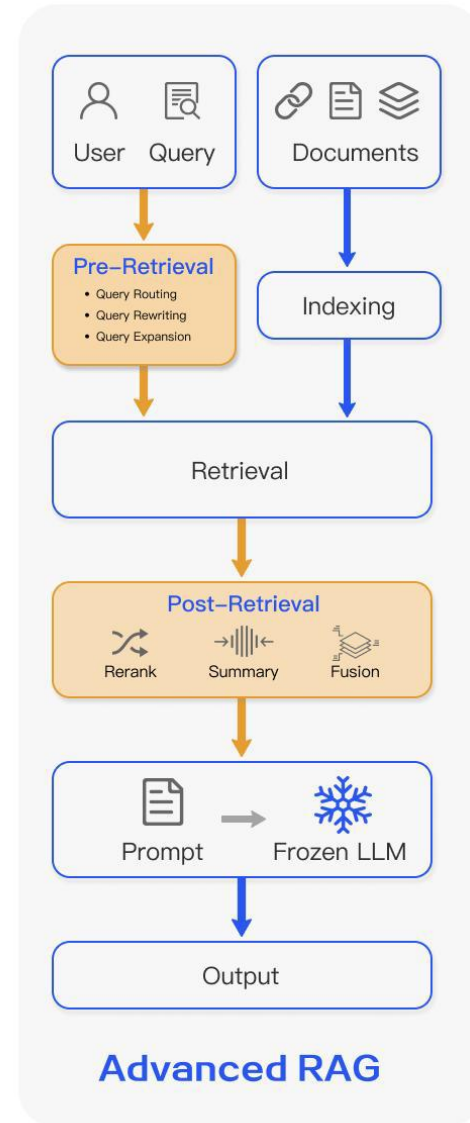 User Query
Documents
Pre-Retrieval
• Query Routing
• Query Rewriting
• Query Expansion
Indexing
Retrieval
Post-Retrieval
Rerank Summary Fusion
Prompt Frozen LLM
Output
Advanced RAG